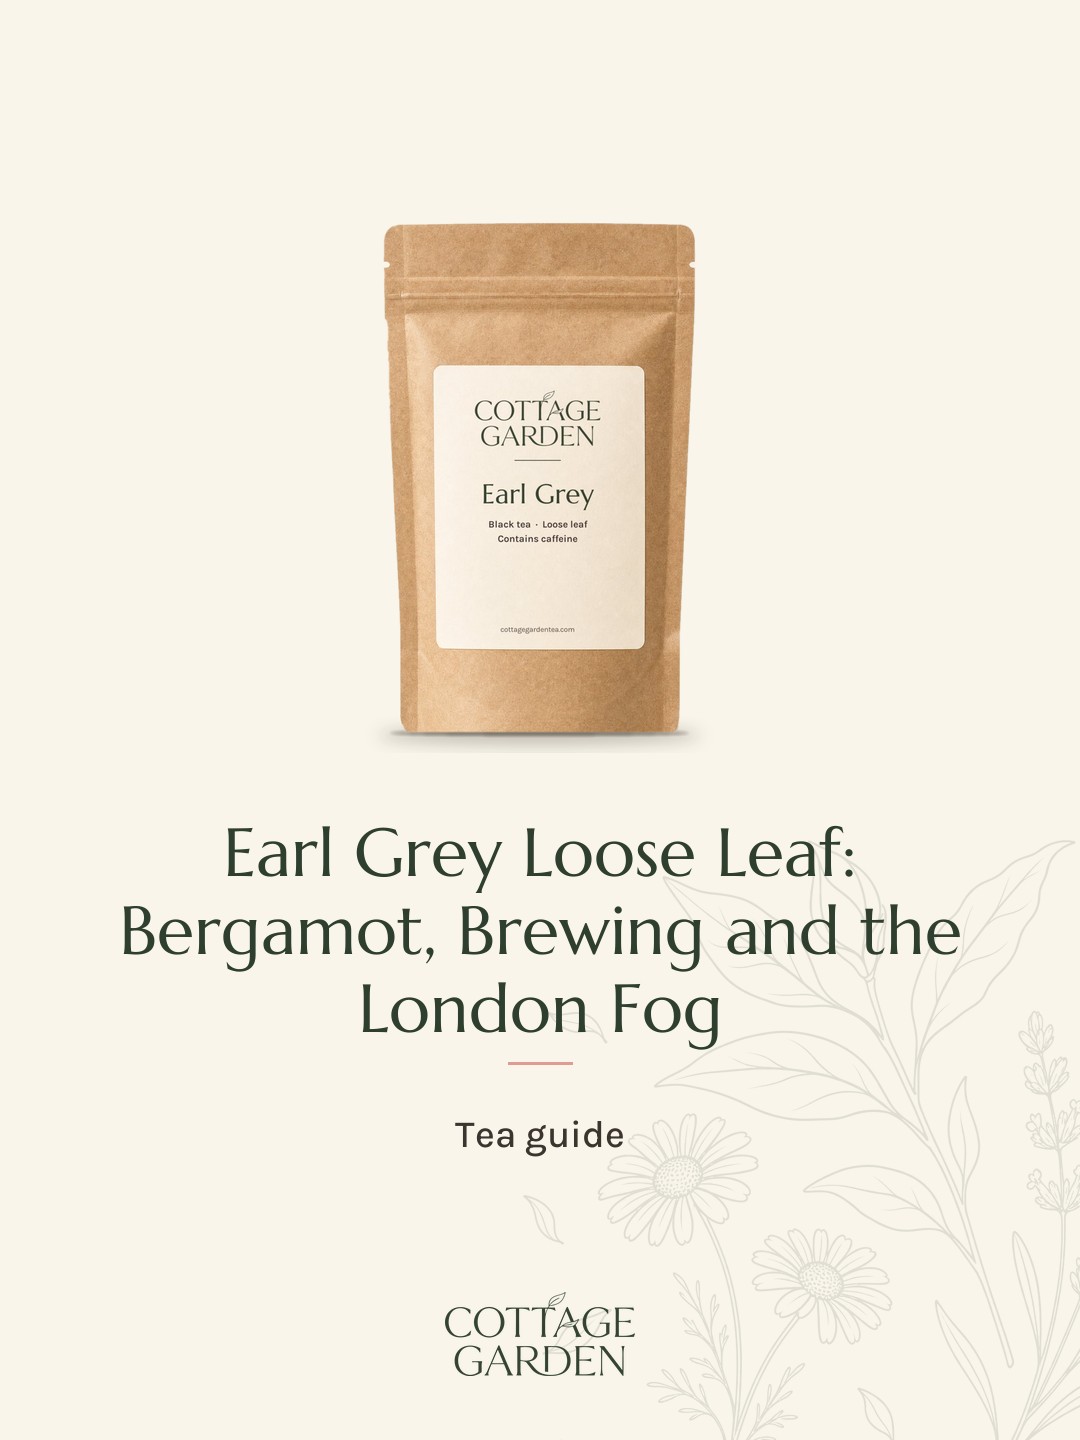 COTTAGE
GARDEN
Earl Grey
Black tea · Loose leaf
Contains caffeine
cottagegardentea.com
Earl Grey Loose Leaf:
Bergamot, Brewing and the
London Fog
Tea guide
COTTAGE
GARDEN